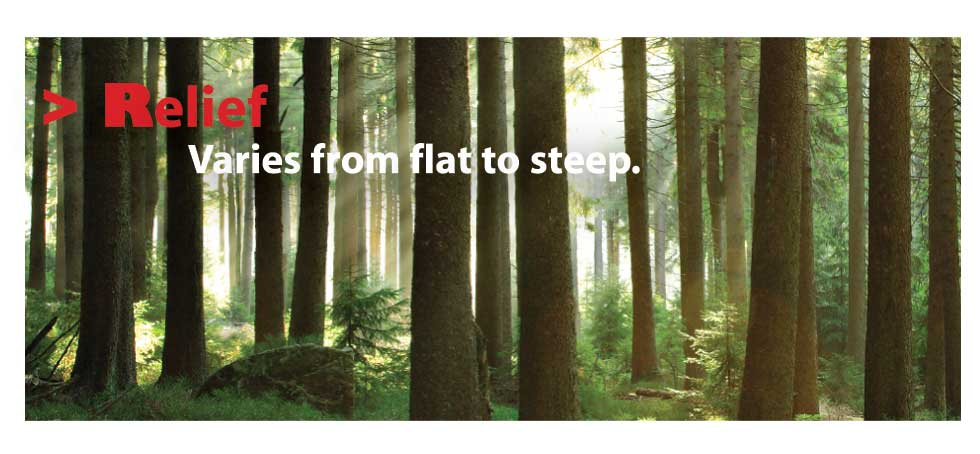 > Relief
Varies from flat to steep.